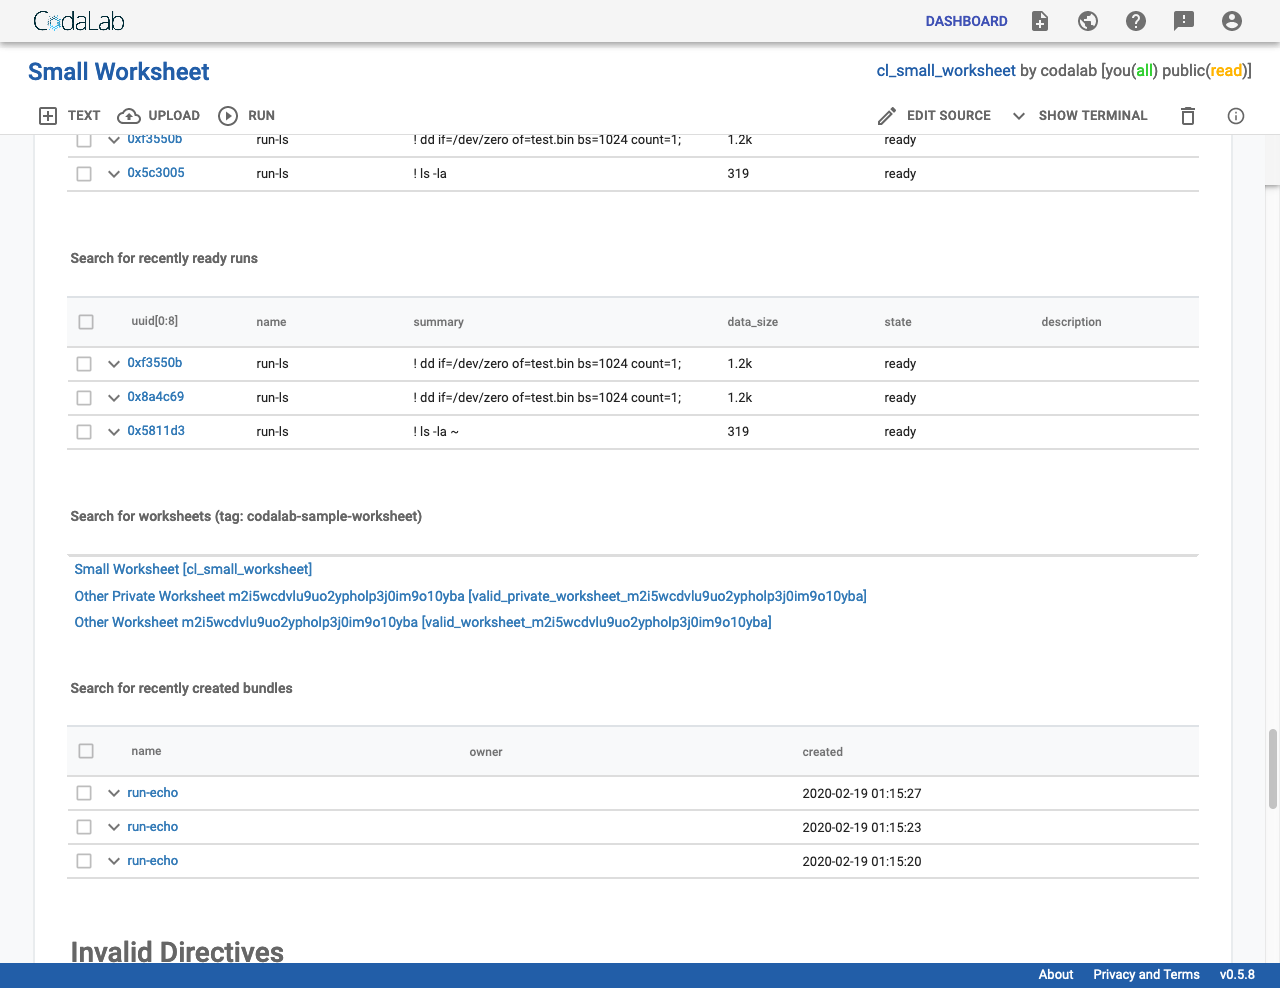 CodaLab DASHBOARD
Small Worksheet cl_small_worksheet by codalab [you(all) public(read)]
TEXT UPLOAD RUN EDIT SOURCE SHOW TERMINAL
0xf3550b run-ls ! dd if=/dev/zero of=test.bin bs=1024 count=1; 1.2k ready
0x5c3005 run-ls ! ls -la 319 ready
Search for recently ready runs
uuid[0:8] name summary data_size state description
0xf3550b run-ls ! dd if=/dev/zero of=test.bin bs=1024 count=1; 1.2k ready
0x8a4c69 run-ls ! dd if=/dev/zero of=test.bin bs=1024 count=1; 1.2k ready
0x5811d3 run-ls ! ls -la ~ 319 ready
Search for worksheets (tag: codalab-sample-worksheet)
Small Worksheet [cl_small_worksheet]
Other Private Worksheet m2i5wcdvlu9uo2ypholp3j0im9o10yba [valid_private_worksheet_m2i5wcdvlu9uo2ypholp3j0im9o10yba]
Other Worksheet m2i5wcdvlu9uo2ypholp3j0im9o10yba [valid_worksheet_m2i5wcdvlu9uo2ypholp3j0im9o10yba]
Search for recently created bundles
name owner created
run-echo 2020-02-19 01:15:27
run-echo 2020-02-19 01:15:23
run-echo 2020-02-19 01:15:20
Invalid Directives
About Privacy and Terms v0.5.8